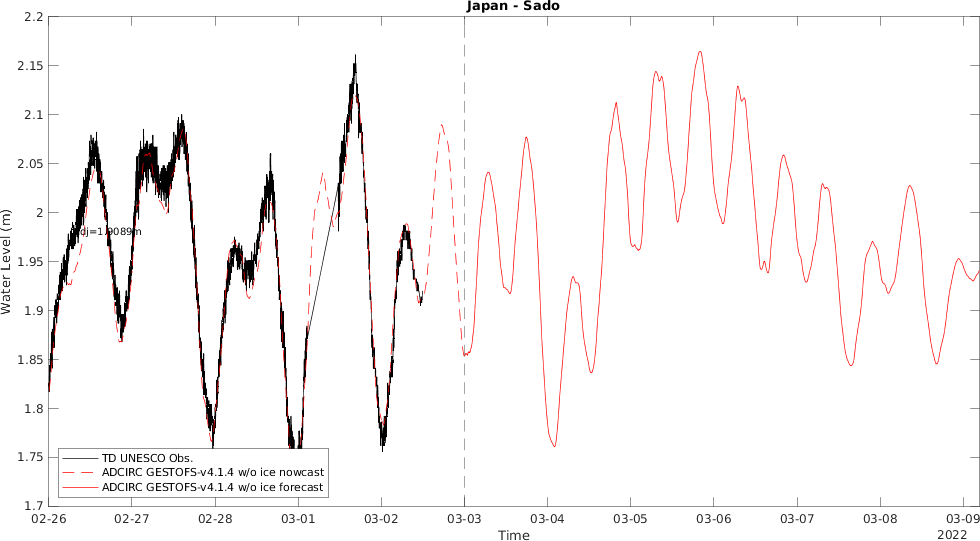 Japan - Sado
2.2
2.15
2.1
2.05
2
1.95
1.9
1.85
1.8
1.75
1.7
Water Level (m)
adj=1.9089m
TD UNESCO Obs.
ADCIRC GESTOFS-v4.1.4 w/o ice nowcast
ADCIRC GESTOFS-v4.1.4 w/o ice forecast
02-26 02-27 02-28 03-01 03-02 03-03 03-04 03-05 03-06 03-07 03-08 03-09
Time
2022